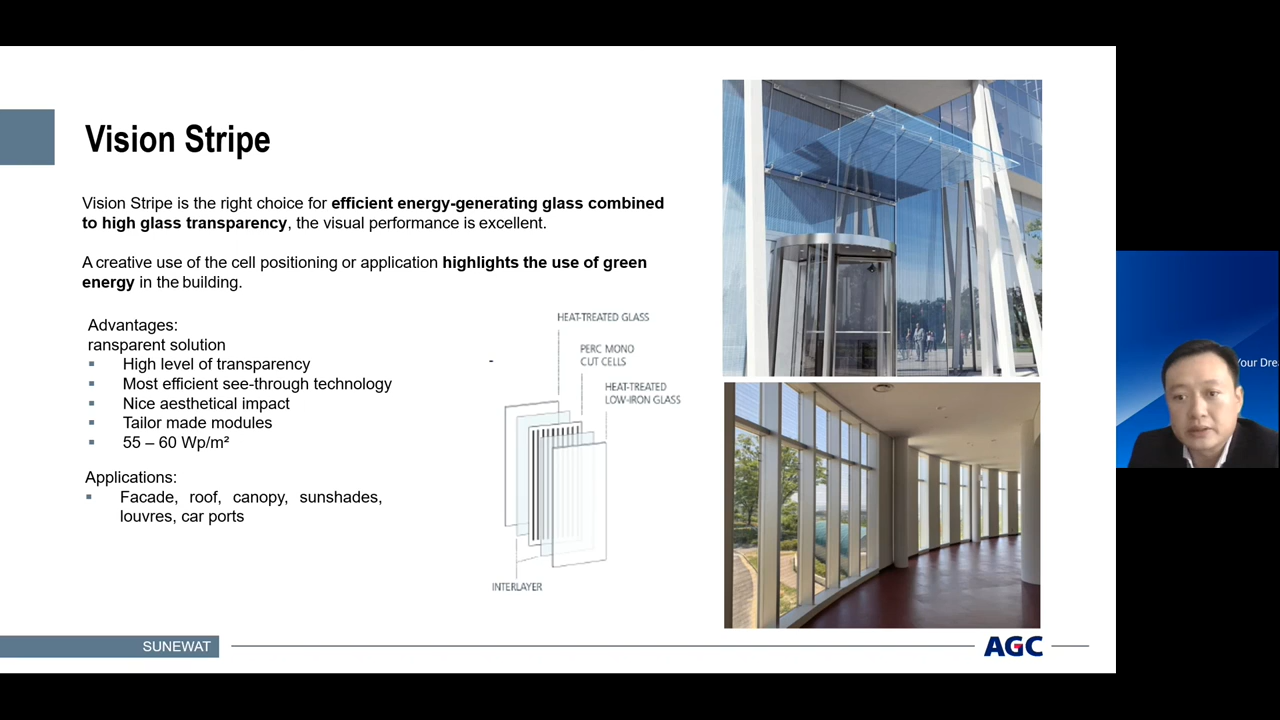 Vision Stripe
Vision Stripe is the right choice for efficient energy-generating glass combined
to high glass transparency, the visual performance is excellent.
A creative use of the cell positioning or application highlights the use of green
energy in the building.
Advantages:
ransparent solution
▪ High level of transparency
▪ Most efficient see-through technology
▪ Nice aesthetical impact
▪ Tailor made modules
▪ 55 – 60 Wp/m²
Applications:
▪ Facade, roof, canopy, sunshades,
louvres, car ports
-
HEAT-TREATED GLASS
PERC MONO
CUT CELLS
HEAT-TREATED
LOW-IRON GLASS
INTERLAYER
SUNEWAT
AGC
Your Dre